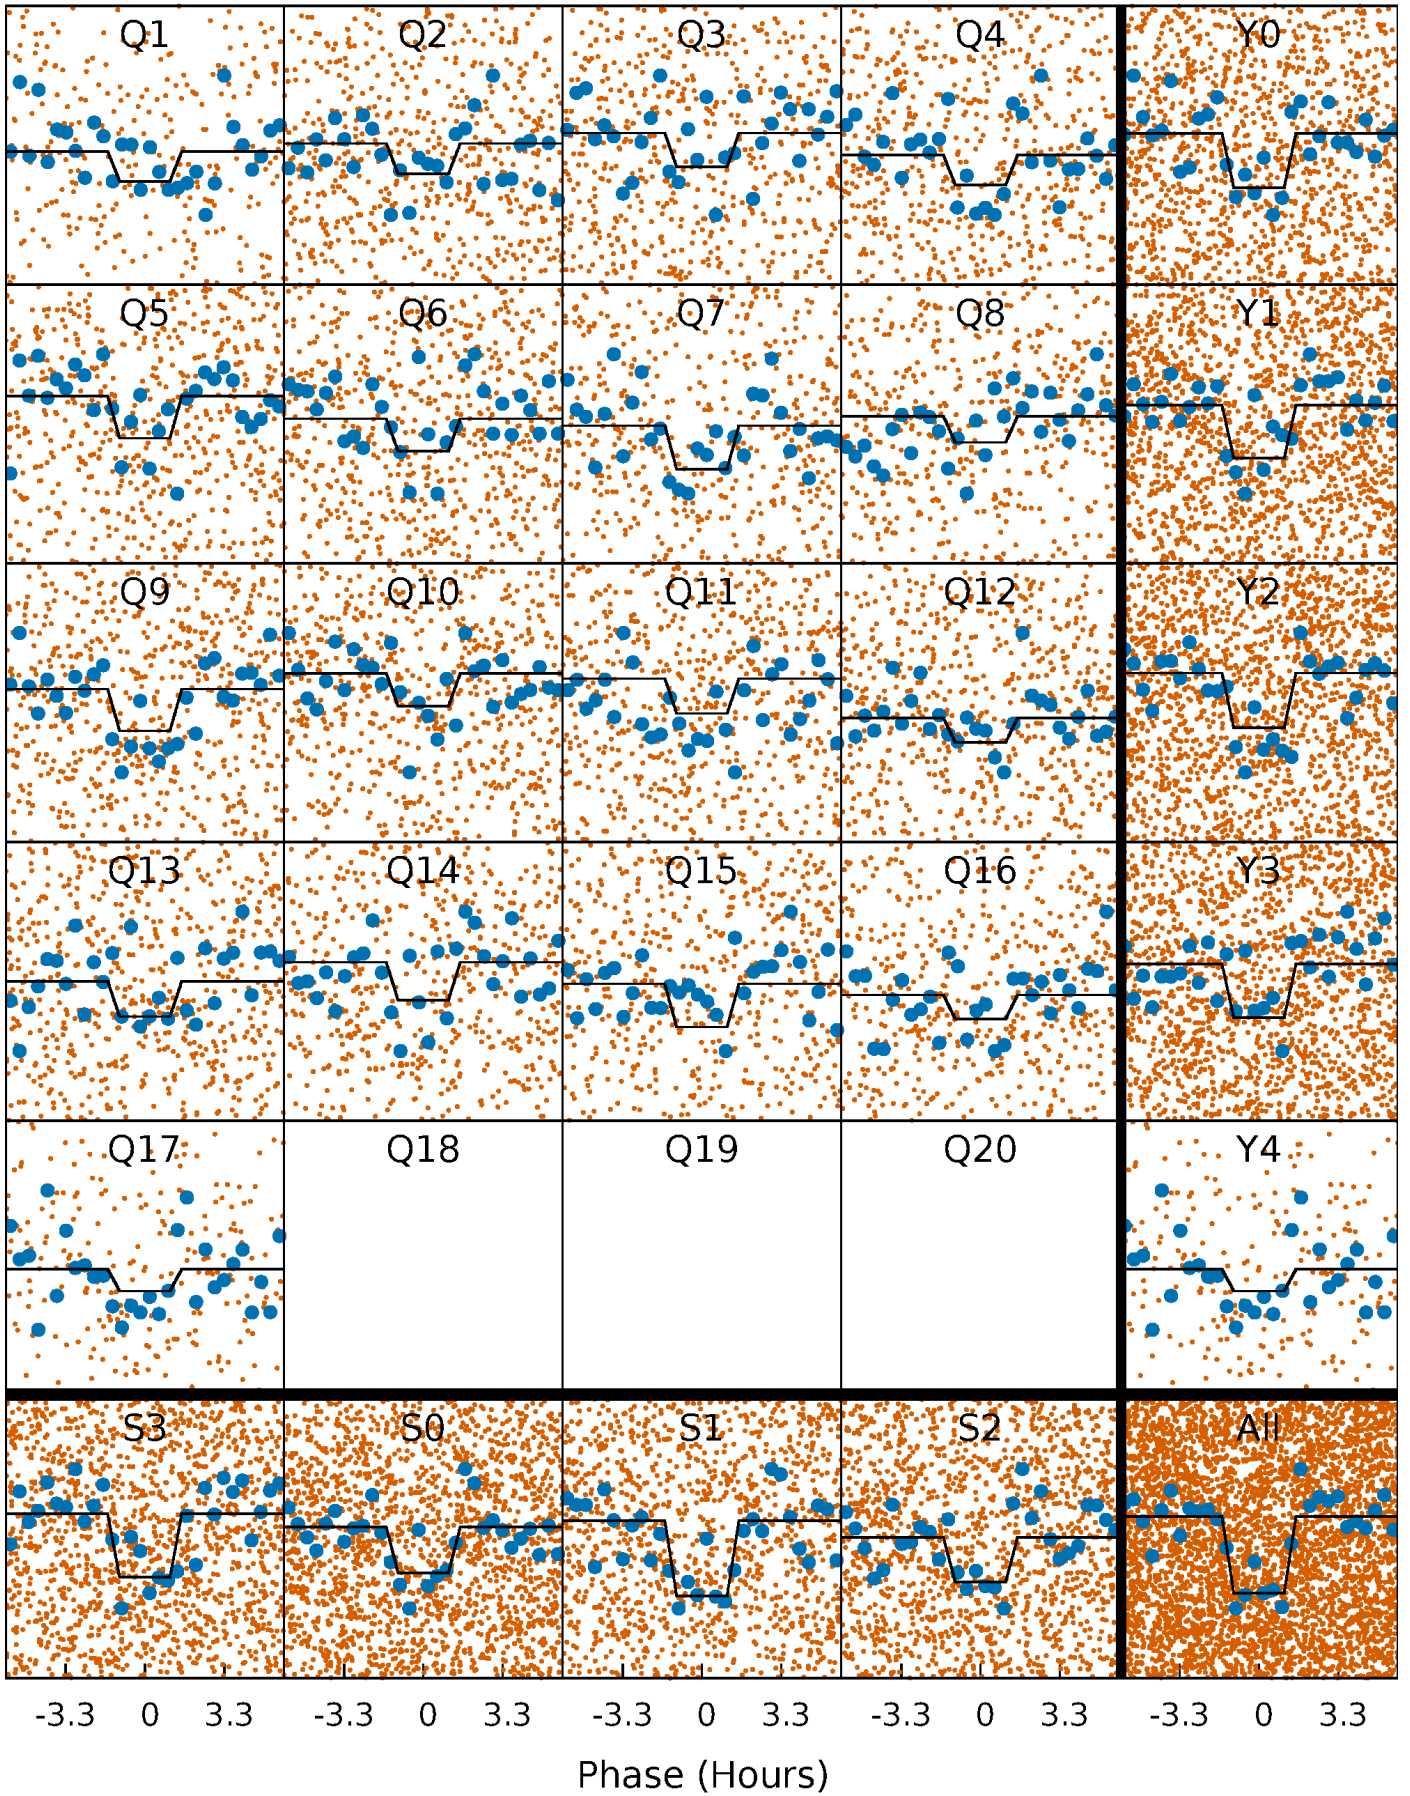 Q1 Q2 Q3 Q4 Y0
Q5 Q6 Q7 Q8 Y1
Q9 Q10 Q11 Q12 Y2
Q13 Q14 Q15 Q16 Y3
Q17 Q18 Q19 Q20 Y4
S3 S0 S1 S2 All
-3.3 0 3.3 -3.3 0 3.3 -3.3 0 3.3 -3.3 0 3.3 -3.3 0 3.3
Phase (Hours)